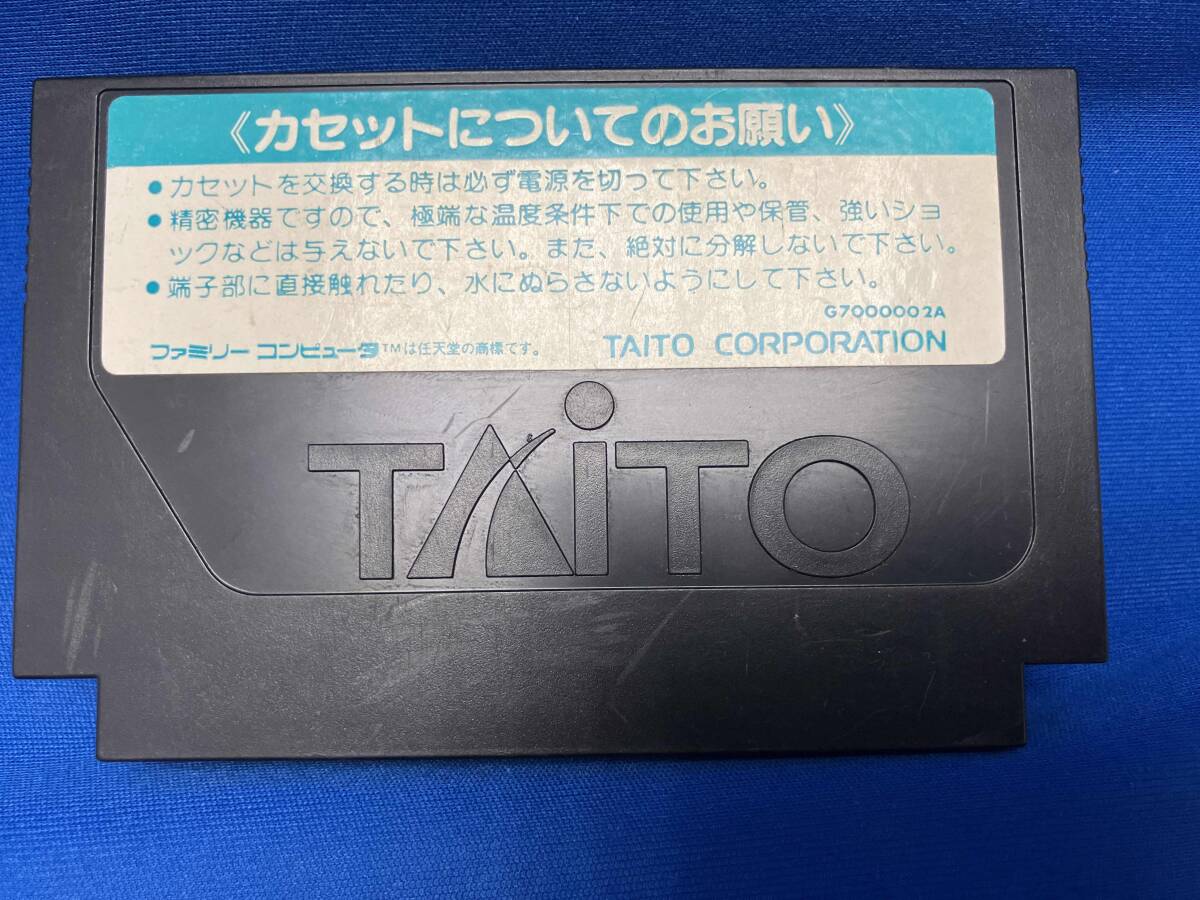 《カセットについてのお願い》
●カセットを交換する時は必ず電源を切って下さい。
●精密機器ですので、極端な温度条件下での使用や保管、強いショ
ックなどは与えないで下さい。また、絶対に分解しないで下さい。
●端子部に直接触れたり、水にぬらさないようにして下さい。
G7000002A
ファミリーコンピュータTMは任天堂の商標です。 TAITO CORPORATION
TAiTO